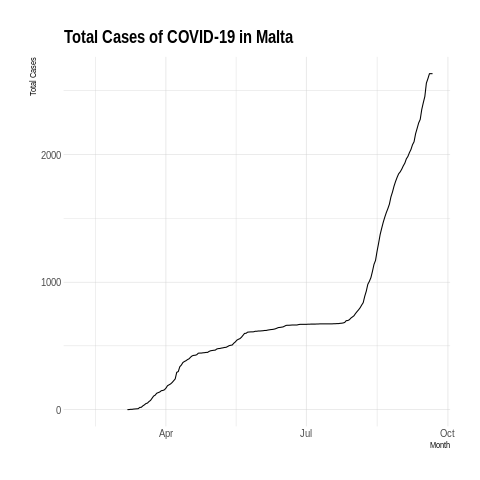 Total Cases of COVID-19 in Malta
Total Cases
2000
1000
0
Apr
Jul
Oct
Month